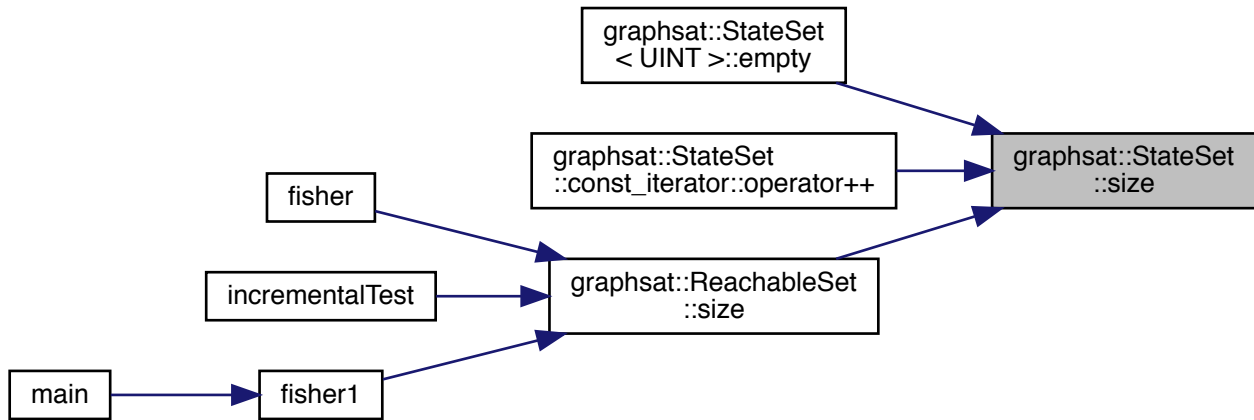 graphsat::StateSet
< UINT >::empty
graphsat::StateSet
::const_iterator::operator++
graphsat::StateSet
::size
fisher
incrementalTest
graphsat::ReachableSet
::size
main
fisher1